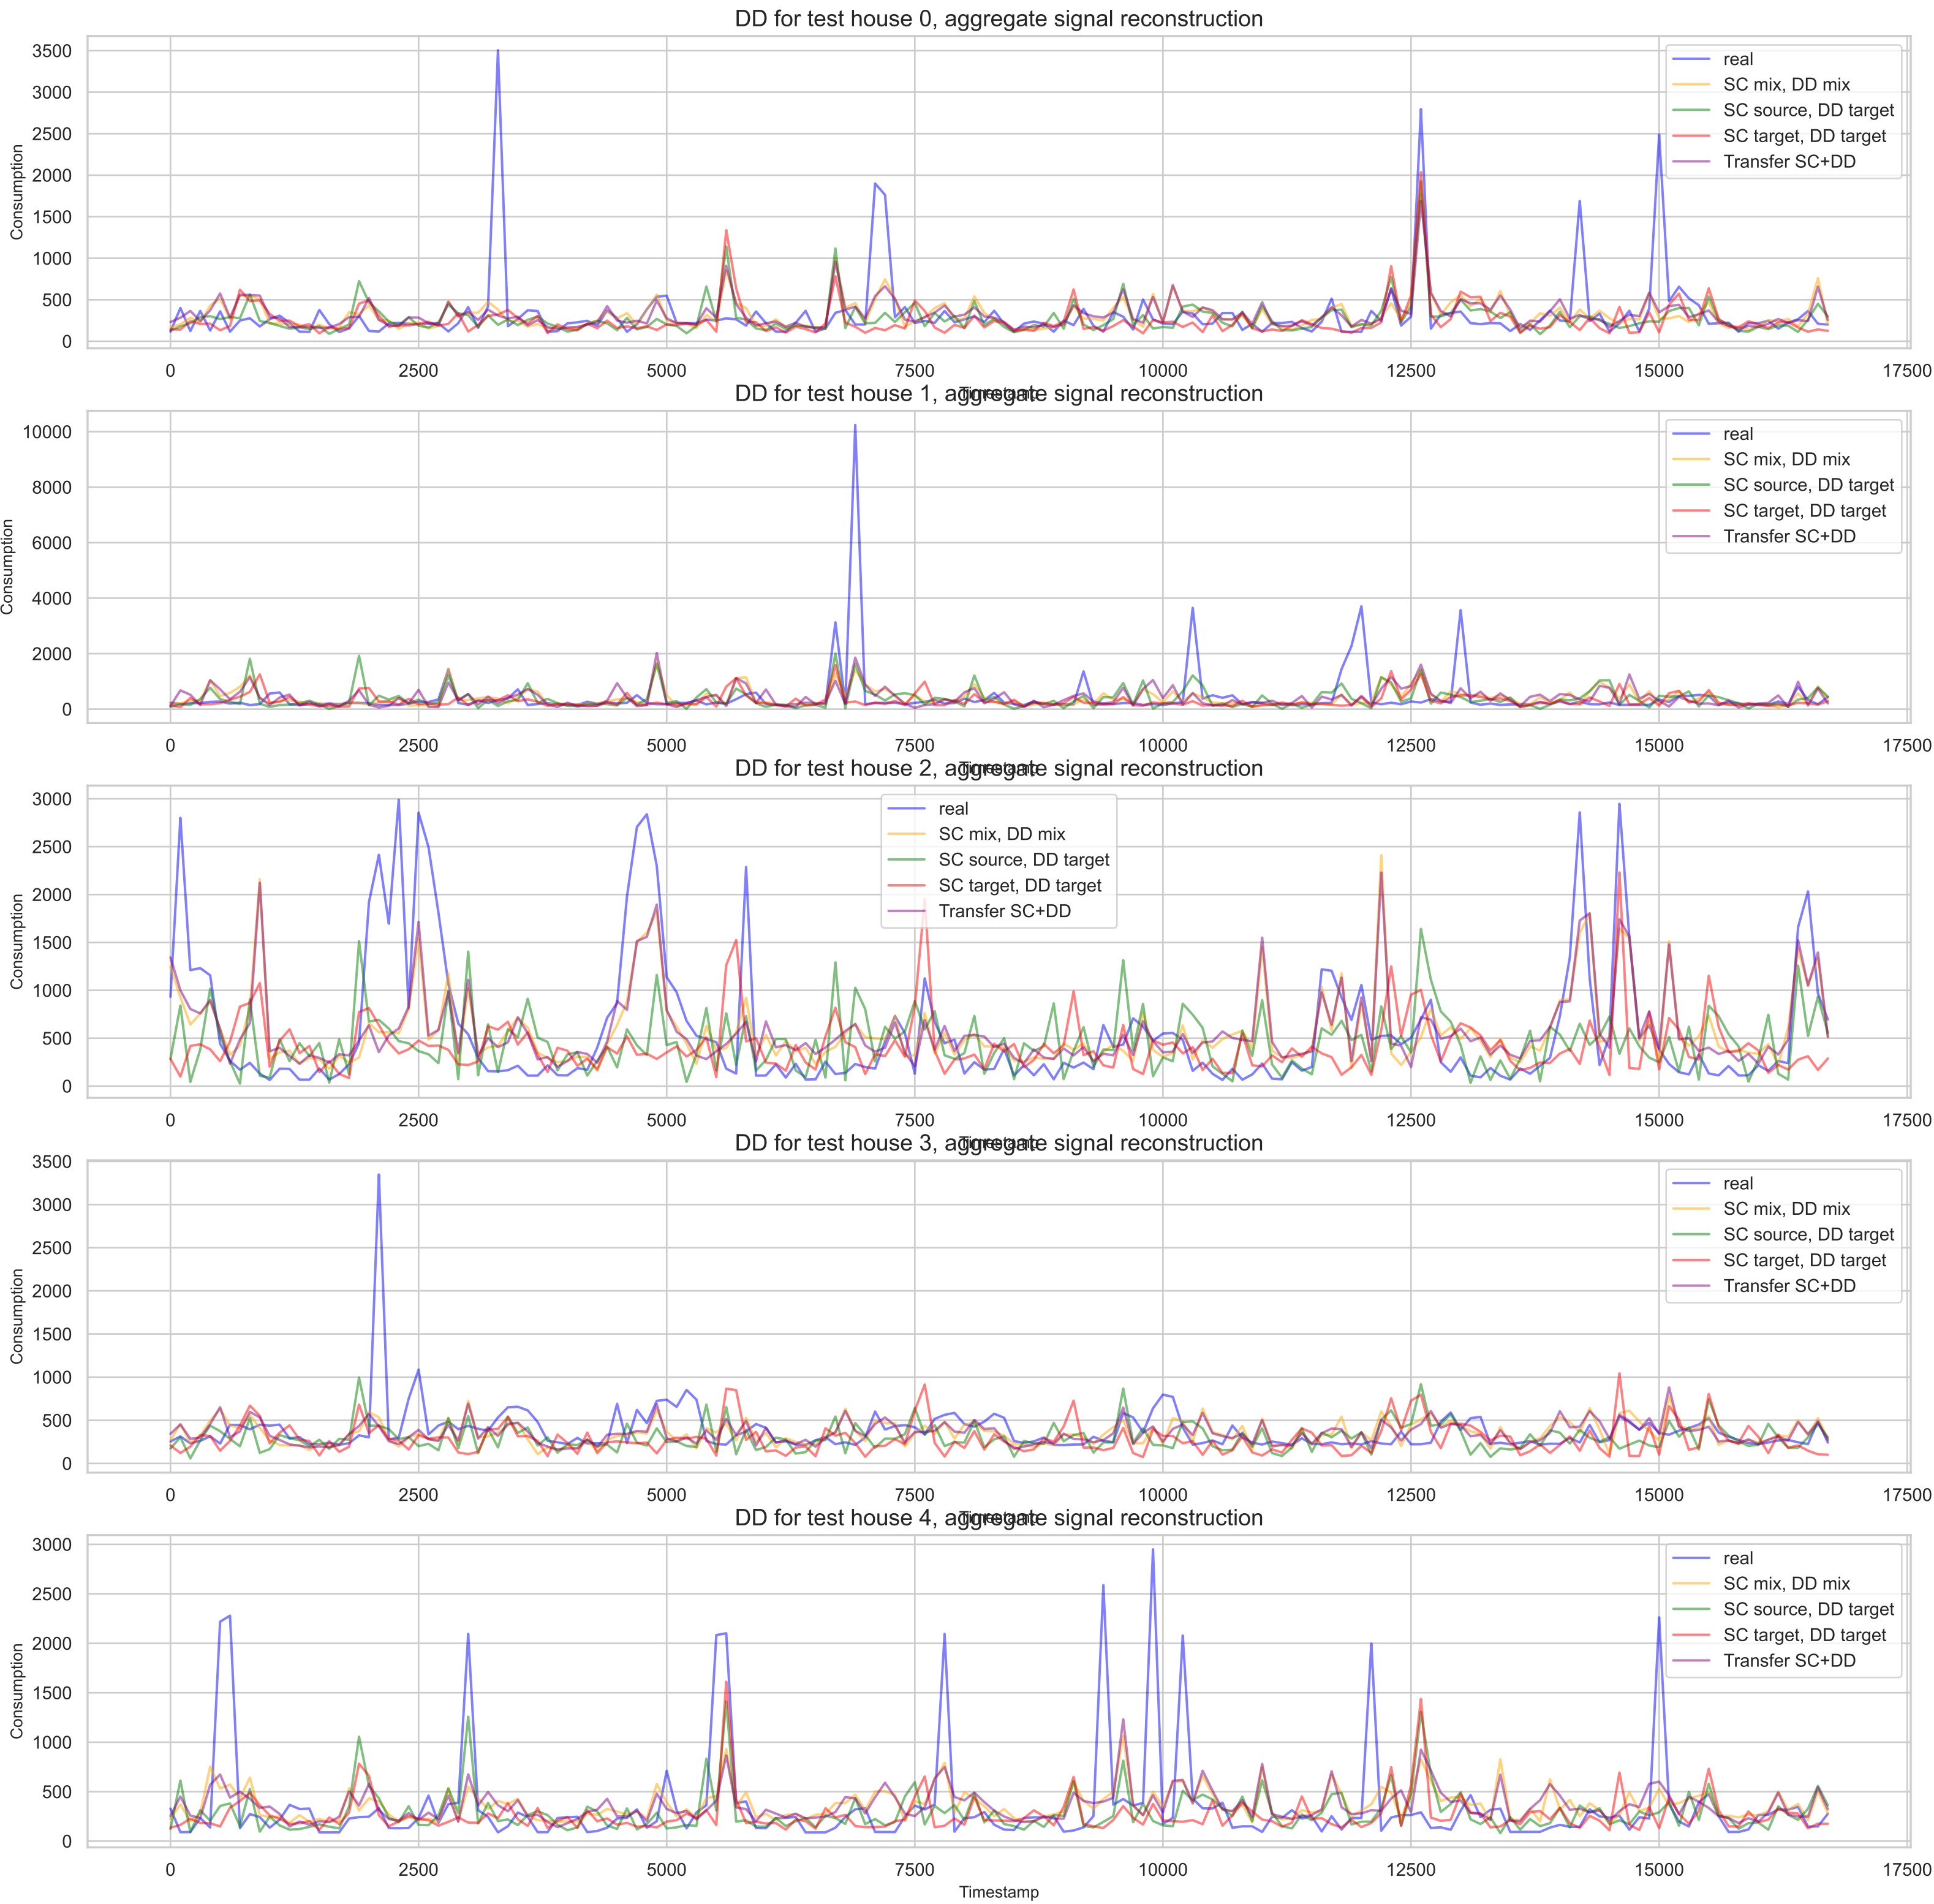 DD for test house 0, aggregate signal reconstruction
3500
3000
2500
2000
1500
1000
500
0
Consumption
real
SC mix, DD mix
SC source, DD target
SC target, DD target
Transfer SC+DD
0 2500 5000 7500 10000 12500 15000 17500
Timestamp
DD for test house 1, aggregate signal reconstruction
10000
8000
6000
4000
2000
0
Consumption
real
SC mix, DD mix
SC source, DD target
SC target, DD target
Transfer SC+DD
0 2500 5000 7500 10000 12500 15000 17500
Timestamp
DD for test house 2, aggregate signal reconstruction
3000
2500
2000
1500
1000
500
0
Consumption
real
SC mix, DD mix
SC source, DD target
SC target, DD target
Transfer SC+DD
0 2500 5000 7500 10000 12500 15000 17500
Timestamp
DD for test house 3, aggregate signal reconstruction
3500
3000
2500
2000
1500
1000
500
0
Consumption
real
SC mix, DD mix
SC source, DD target
SC target, DD target
Transfer SC+DD
0 2500 5000 7500 10000 12500 15000 17500
Timestamp
DD for test house 4, aggregate signal reconstruction
3000
2500
2000
1500
1000
500
0
Consumption
real
SC mix, DD mix
SC source, DD target
SC target, DD target
Transfer SC+DD
0 2500 5000 7500 10000 12500 15000 17500
Timestamp